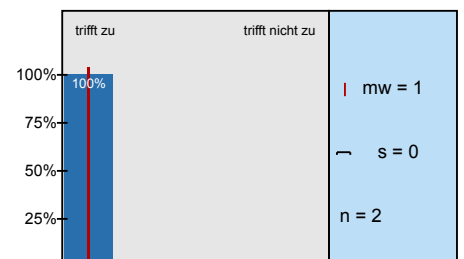 trifft zu trifft nicht zu
100% 100%
mw = 1
75%
s = 0
50%
n = 2
25%